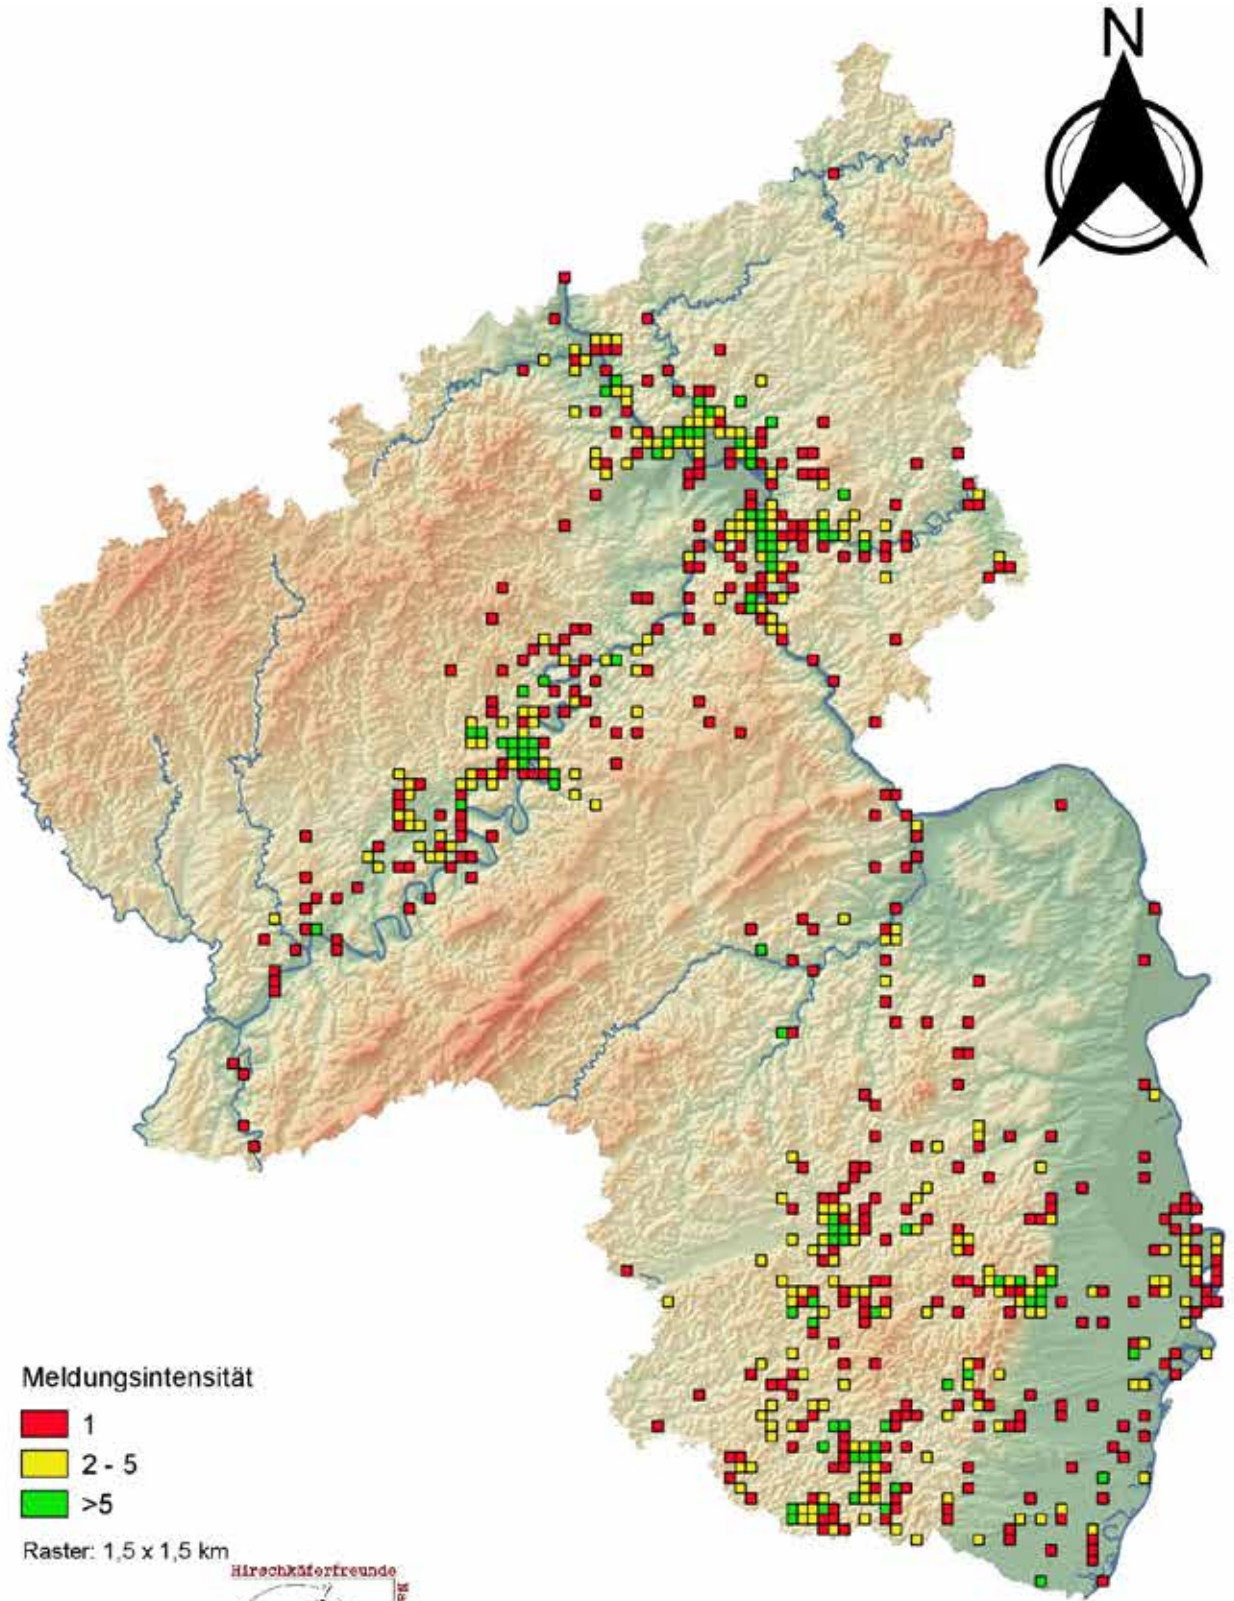 N
Meldungsintensität
1
2 - 5
>5
Raster: 1,5 x 1,5 km
Hirschkäferfreunde